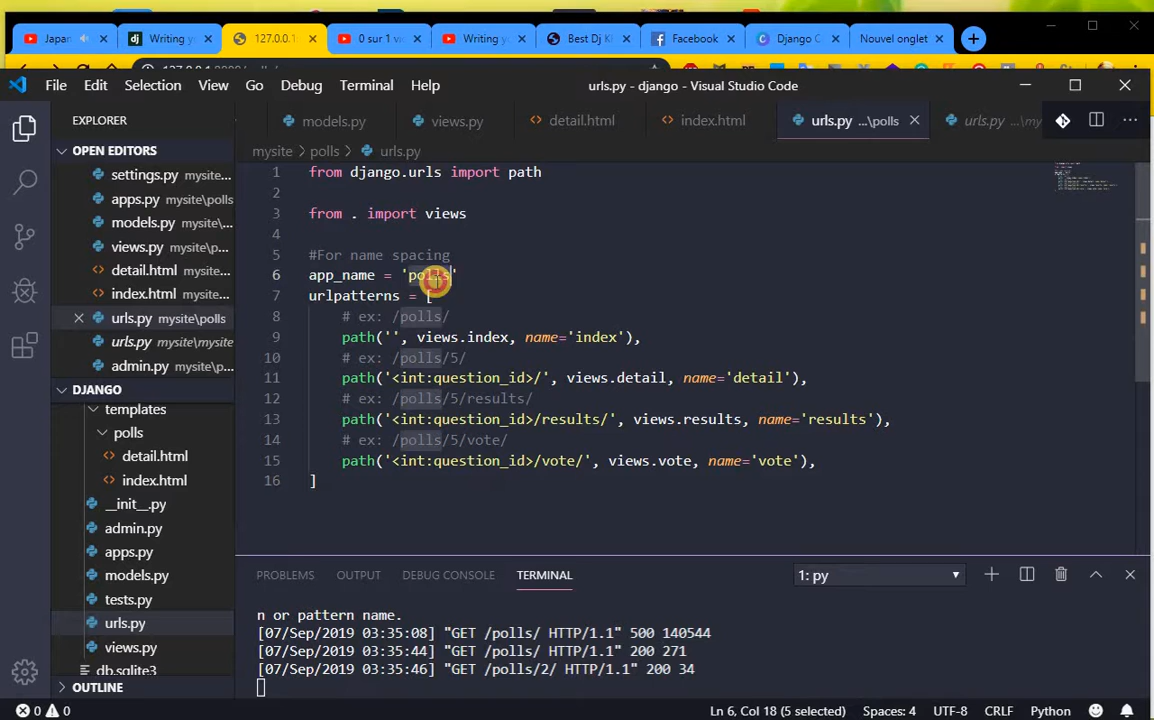 Japan
Writing y
127.0.0.1
0 sur 1 v
Writing yo
Best Dj Ki
Facebook
Django C
Nouvel onglet
File Edit Selection View Go Debug Terminal Help
urls.py - django - Visual Studio Code
EXPLORER
models.py
views.py
detail.html
index.html
urls.py ...\polls
urls.py ...\my
mysite > polls > urls.py
OPEN EDITORS
settings.py mysite...
apps.py mysite\p...
models.py mysit...
views.py mysite\p...
detail.html mysit...
index.html mysit...
urls.py mysite\polls
urls.py mysite\mysite
admin.py mysite...
DJANGO
templates
polls
detail.html
index.html
__init__.py
admin.py
apps.py
models.py
tests.py
urls.py
views.py
db.sqlite3
OUTLINE
1 from django.urls import path
2
3 from . import views
4
5 #For name spacing
6 app_name = 'polls'
7 urlpatterns = [
8 # ex: /polls/
9 path('', views.index, name='index'),
10 # ex: /polls/5/
11 path('<int:question_id>/', views.detail, name='detail'),
12 # ex: /polls/5/results/
13 path('<int:question_id>/results/', views.results, name='results'),
14 # ex: /polls/5/vote/
15 path('<int:question_id>/vote/', views.vote, name='vote'),
16 ]
PROBLEMS OUTPUT DEBUG CONSOLE TERMINAL
1: py
n or pattern name.
[07/Sep/2019 03:35:08] "GET /polls/ HTTP/1.1" 500 140544
[07/Sep/2019 03:35:44] "GET /polls/ HTTP/1.1" 200 271
[07/Sep/2019 03:35:46] "GET /polls/2/ HTTP/1.1" 200 34
0 0
Ln 6, Col 18 (5 selected) Spaces: 4 UTF-8 CRLF Python